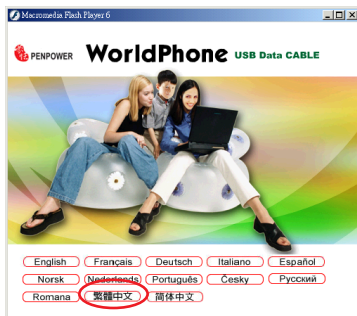 Macromedia Flash Player 6
PENPOWER WorldPhone USB Data CABLE
English Français Deutsch Italiano Español
Norsk Nederlands Português Česky Русский
Romana 繁體中文 简体中文